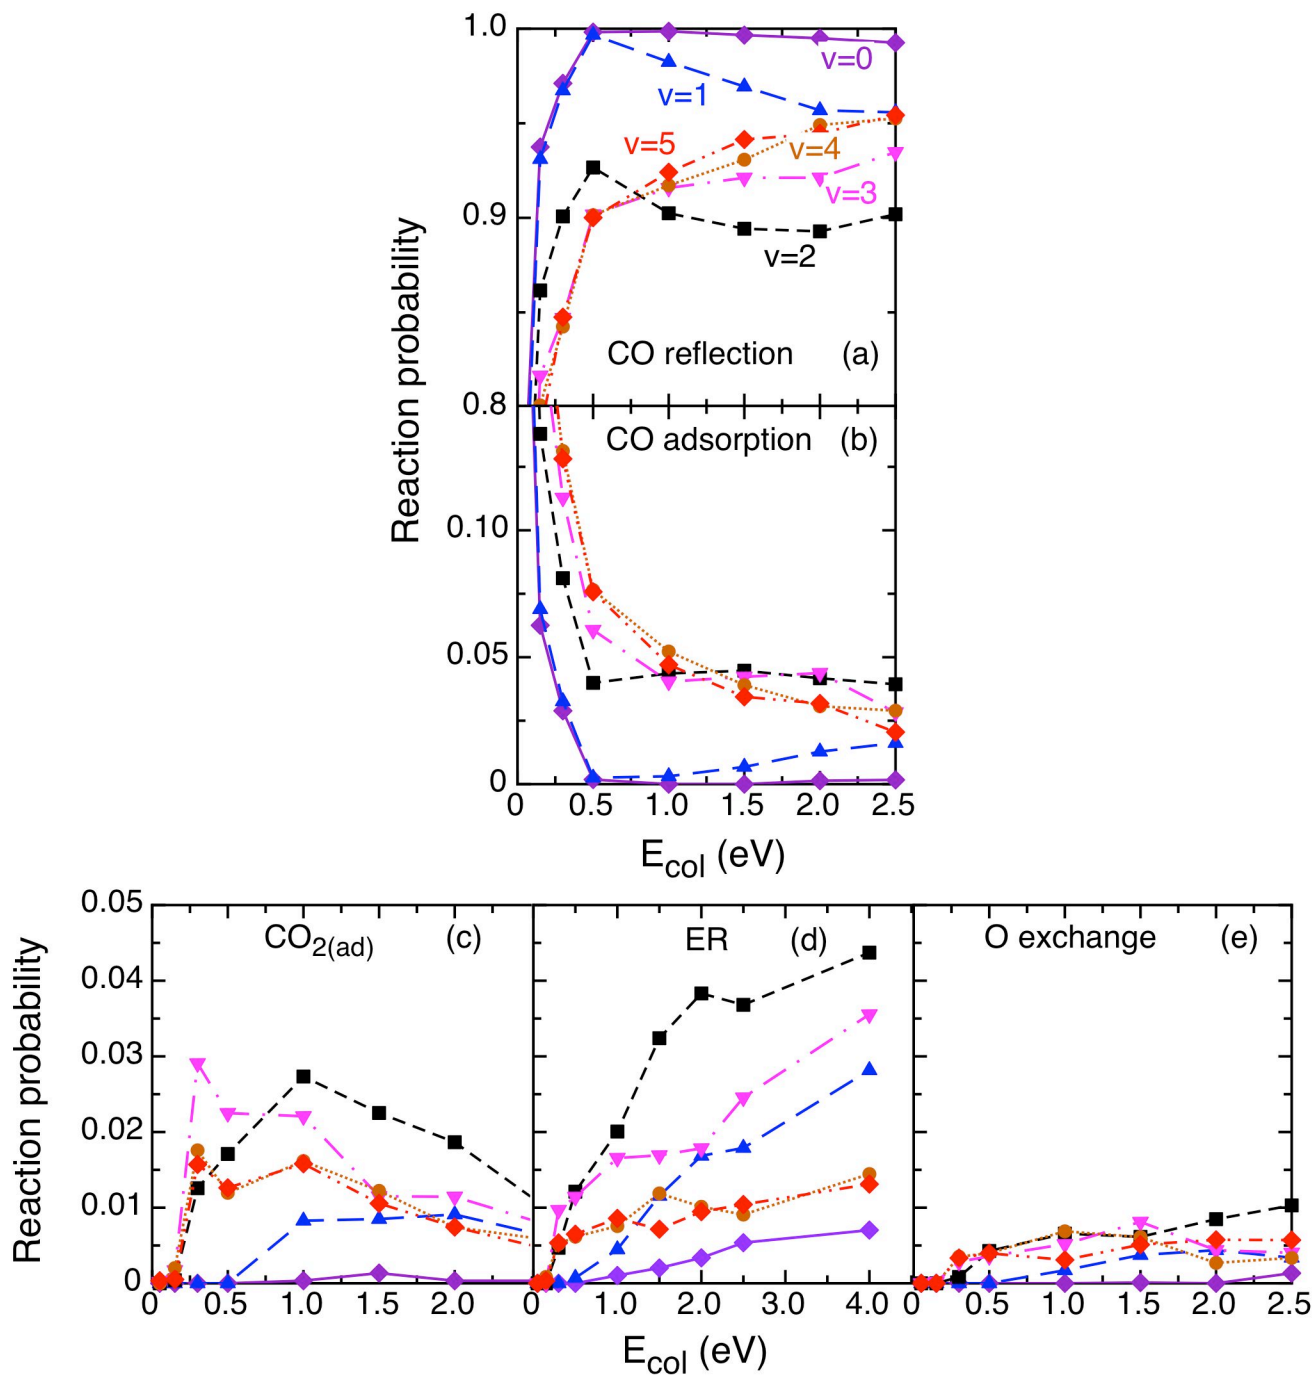 1.0
v=0
v=1
v=5
v=4
v=3
0.9
v=2
CO reflection (a)
0.8
CO adsorption (b)
0.10
0.05
0
0 0.5 1.0 1.5 2.0 2.5
Reaction probability
E_col (eV)
0.05
CO2(ad) (c)
ER (d)
O exchange (e)
0.04
0.03
0.02
0.01
0
Reaction probability
0 0.5 1.0 1.5 2.0
0 1.0 2.0 3.0 4.0
0.5 1.0 1.5 2.0 2.5
E_col (eV)